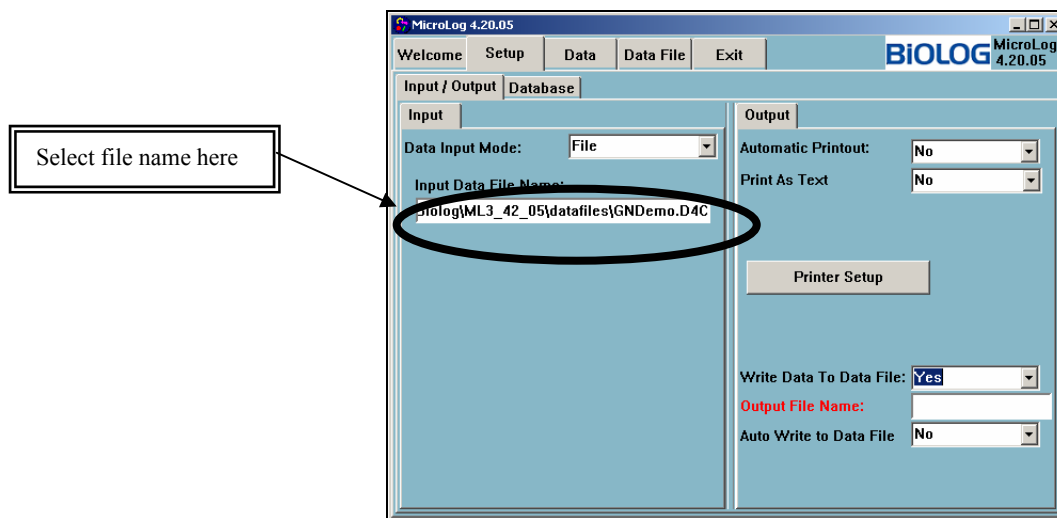 MicroLog 4.20.05
Welcome Setup Data Data File Exit
BiOLOG MicroLog 4.20.05
Input / Output Database
Input
Data Input Mode: File
Input Data File Name:
Biolog\ML3_42_05\datafiles\GNDemo.D4C
Select file name here
Output
Automatic Printout: No
Print As Text No
Printer Setup
Write Data To Data File: Yes
Output File Name:
Auto Write to Data File No